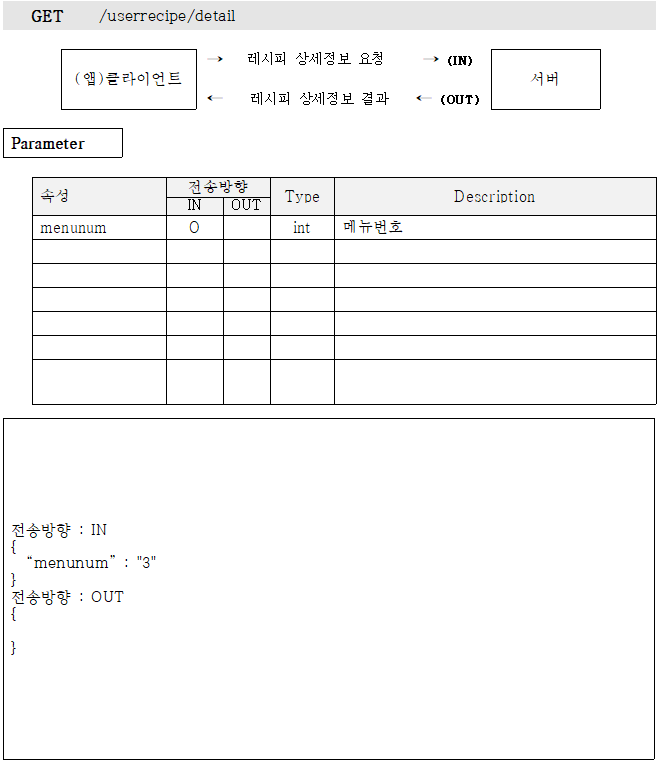 GET /userrecipe/detail
(앱)클라이언트 → 레시피 상세정보 요청 → (IN) 서버
← 레시피 상세정보 결과 ← (OUT)
Parameter
속성 전송방향 Type Description
IN OUT
menunum O int 메뉴번호
전송방향 : IN
{
“menunum” : "3"
}
전송방향 : OUT
{
}